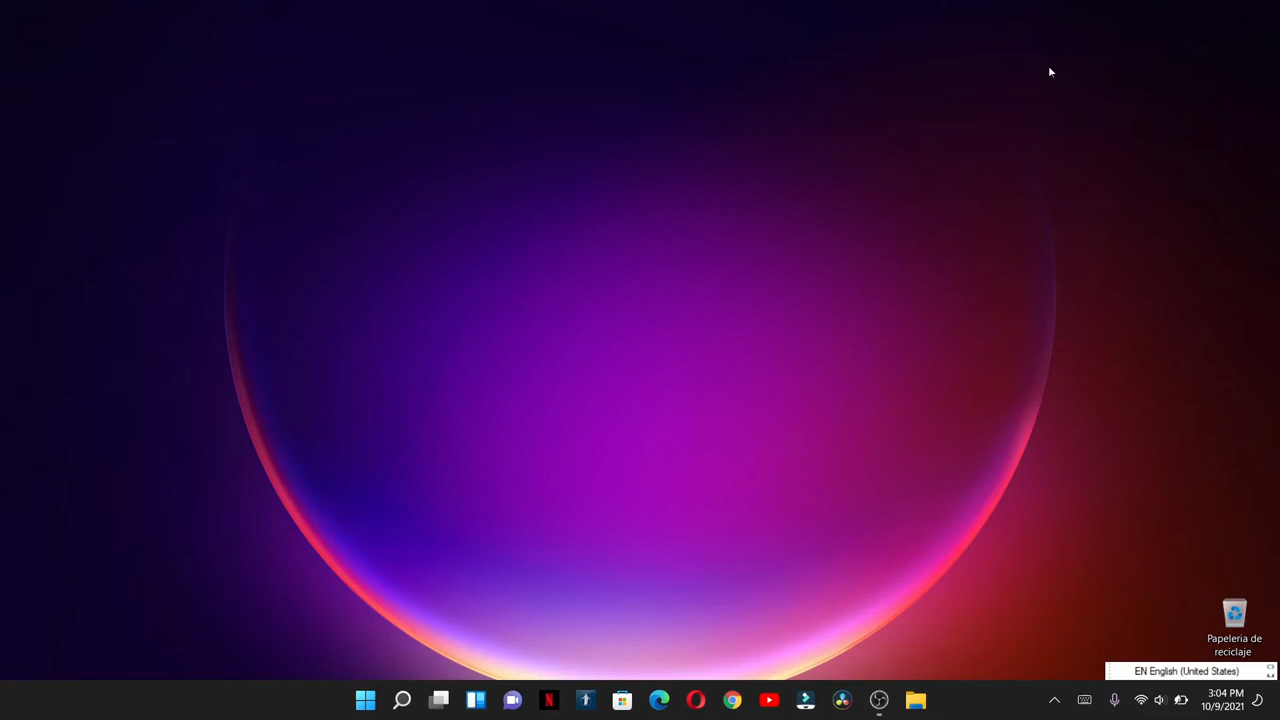 Papeleria de
reciclaje
EN English (United States)
3:04 PM
10/9/2021